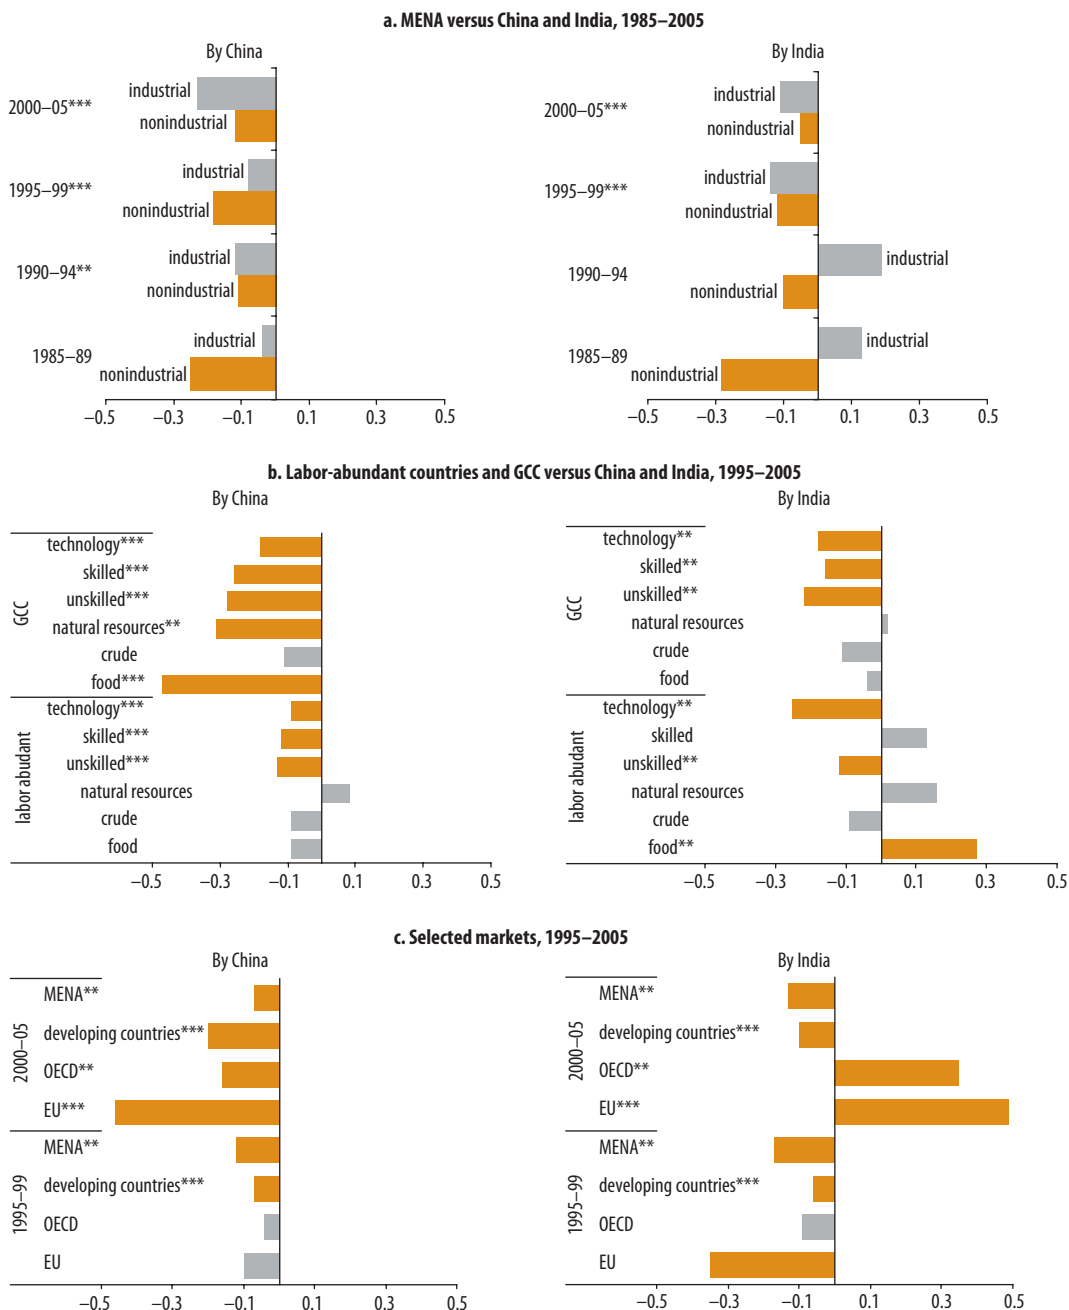 a. MENA versus China and India, 1985–2005
By China
industrial
2000–05***
nonindustrial
industrial
1995–99***
nonindustrial
industrial
1990–94**
nonindustrial
industrial
1985–89
nonindustrial
−0.5 −0.3 −0.1 0.1 0.3 0.5
By India
industrial
2000–05***
nonindustrial
industrial
1995–99***
nonindustrial
industrial
1990–94
nonindustrial
industrial
1985–89
nonindustrial
−0.5 −0.3 −0.1 0.1 0.3 0.5
b. Labor-abundant countries and GCC versus China and India, 1995–2005
By China
GCC
technology***
skilled***
unskilled***
natural resources**
crude
food***
labor abudant
technology***
skilled***
unskilled***
natural resources
crude
food
−0.5 −0.3 −0.1 0.1 0.3 0.5
By India
GCC
technology**
skilled**
unskilled**
natural resources
crude
food
labor abudant
technology**
skilled
unskilled**
natural resources
crude
food**
−0.5 −0.3 −0.1 0.1 0.3 0.5
c. Selected markets, 1995–2005
By China
2000–05
MENA**
developing countries***
OECD**
EU***
1995–99
MENA**
developing countries***
OECD
EU
−0.5 −0.3 −0.1 0.1 0.3 0.5
By India
2000–05
MENA**
developing countries***
OECD**
EU***
1995–99
MENA**
developing countries***
OECD
EU
−0.5 −0.3 −0.1 0.1 0.3 0.5